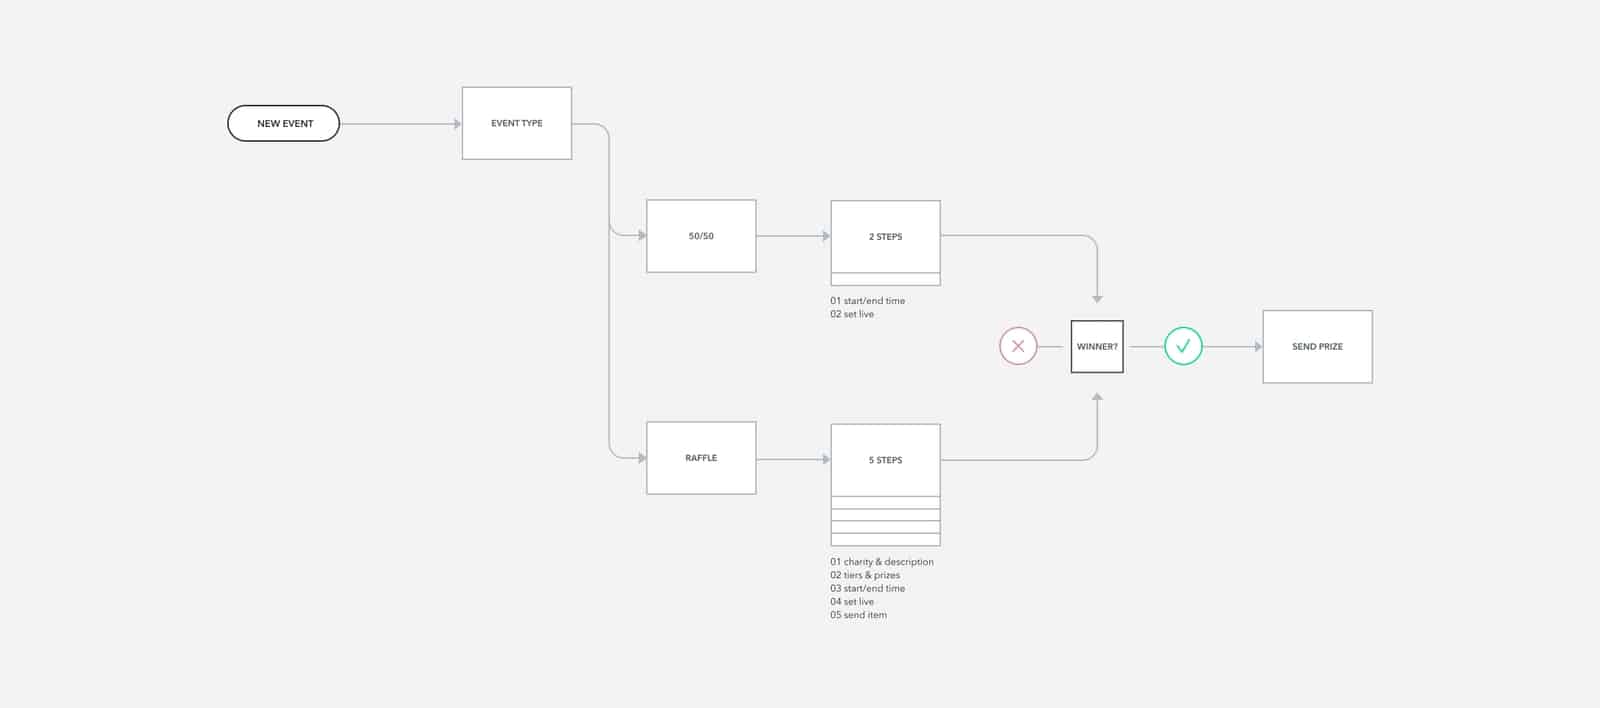 NEW EVENT
EVENT TYPE
50/50
2 STEPS
01 start/end time
02 set live
WINNER?
SEND PRIZE
RAFFLE
5 STEPS
01 charity & description
02 tiers & prizes
03 start/end time
04 set live
05 send item